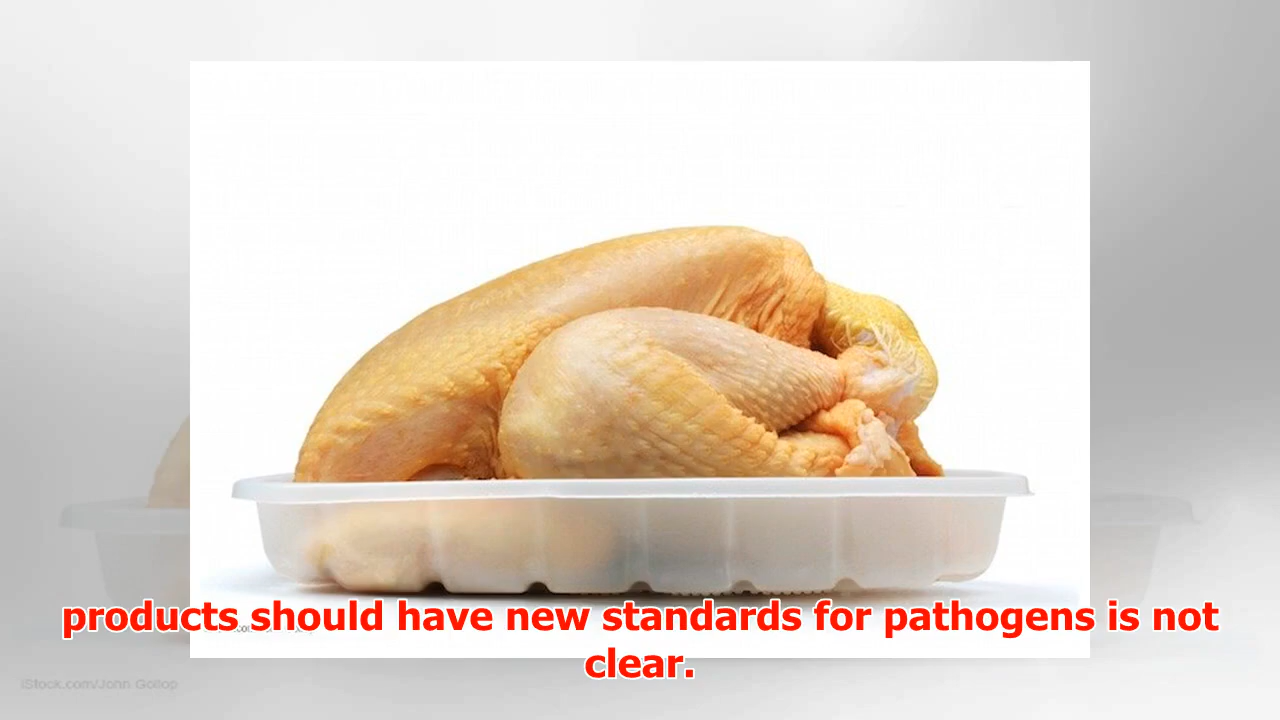 products should have new standards for pathogens is not
clear.
iStock.com/John Gollop